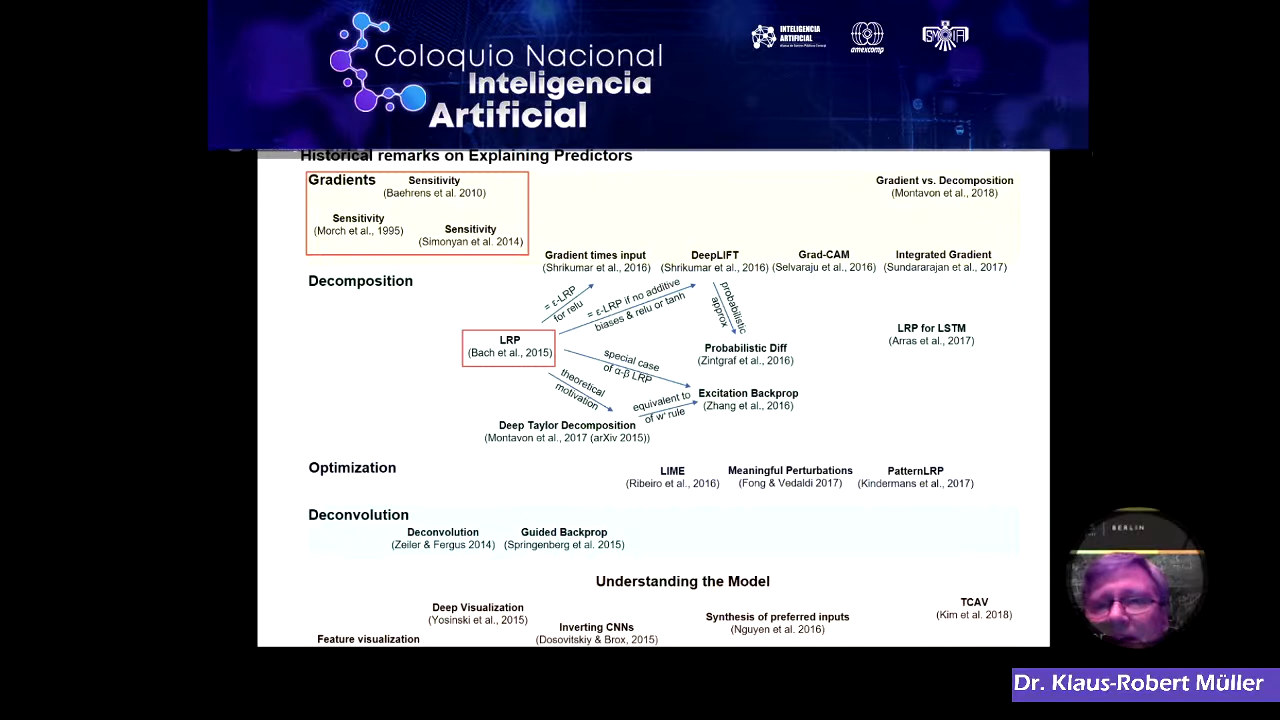 Coloquio Nacional
Inteligencia
Artificial
INTELIGENCIA
ARTIFICIAL
amexcomp
SMIA
Historical remarks on Explaining Predictors
Gradients
Sensitivity
(Baehrens et al. 2010)
Sensitivity
(Morch et al., 1995)
Sensitivity
(Simonyan et al. 2014)
Gradient vs. Decomposition
(Montavon et al., 2018)
Gradient times input
(Shrikumar et al., 2016)
DeepLIFT
(Shrikumar et al., 2016)
Grad-CAM
(Selvaraju et al., 2016)
Integrated Gradient
(Sundararajan et al., 2017)
Decomposition
= ε-LRP
for relu
= ε-LRP if no additive
biases & relu or tanh
probabilistic
approx
LRP
(Bach et al., 2015)
LRP for LSTM
(Arras et al., 2017)
Probabilistic Diff
(Zintgraf et al., 2016)
special case
of α-β LRP
theoretical
motivation
Excitation Backprop
(Zhang et al., 2016)
equivalent to
of w⁺ rule
Deep Taylor Decomposition
(Montavon et al., 2017 (arXiv 2015))
Optimization
LIME
(Ribeiro et al., 2016)
Meaningful Perturbations
(Fong & Vedaldi 2017)
PatternLRP
(Kindermans et al., 2017)
Deconvolution
Deconvolution
(Zeiler & Fergus 2014)
Guided Backprop
(Springenberg et al. 2015)
BERLIN
Understanding the Model
Deep Visualization
(Yosinski et al., 2015)
Inverting CNNs
(Dosovitskiy & Brox, 2015)
Synthesis of preferred inputs
(Nguyen et al. 2016)
TCAV
(Kim et al. 2018)
Feature visualization
Dr. Klaus-Robert Müller